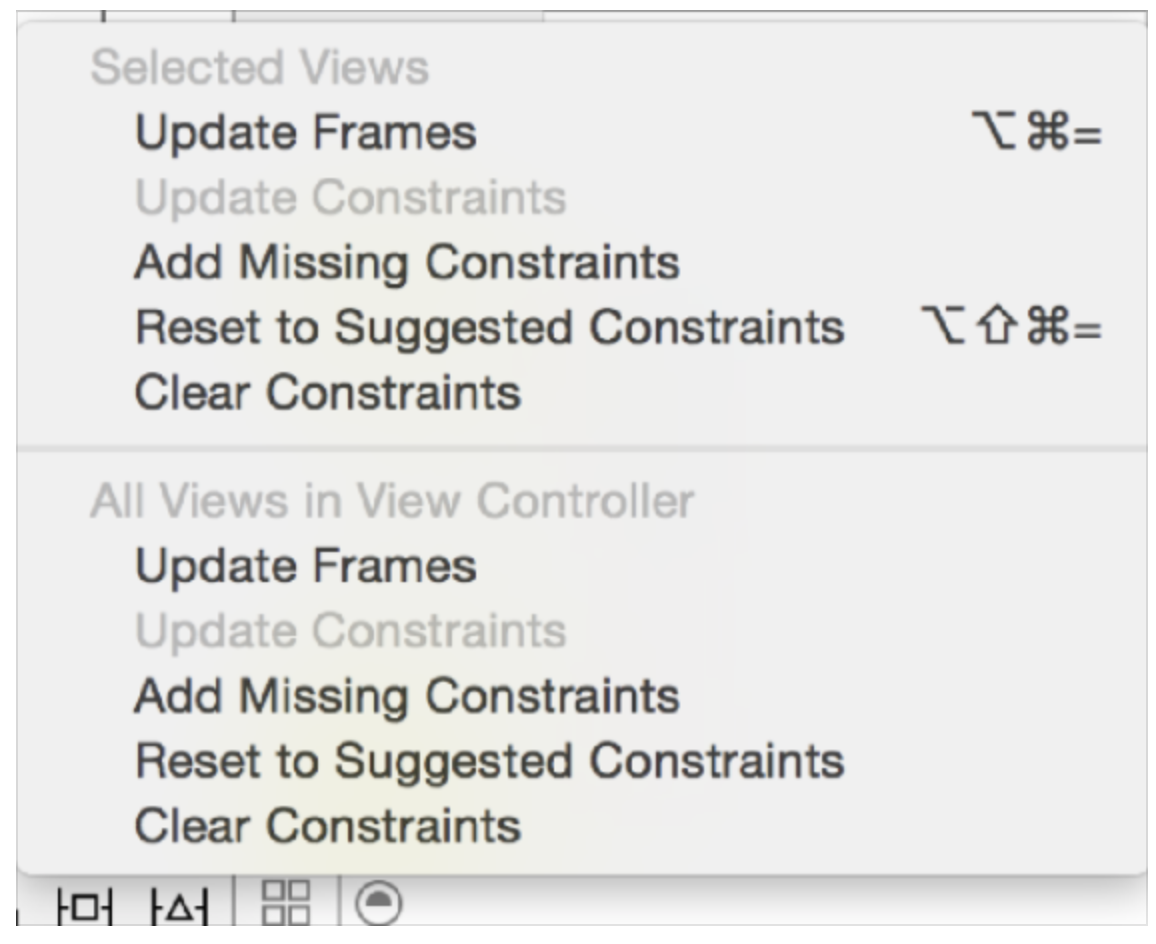 Selected Views
Update Frames ⌥⌘=
Update Constraints
Add Missing Constraints
Reset to Suggested Constraints ⌥⇧⌘=
Clear Constraints
All Views in View Controller
Update Frames
Update Constraints
Add Missing Constraints
Reset to Suggested Constraints
Clear Constraints